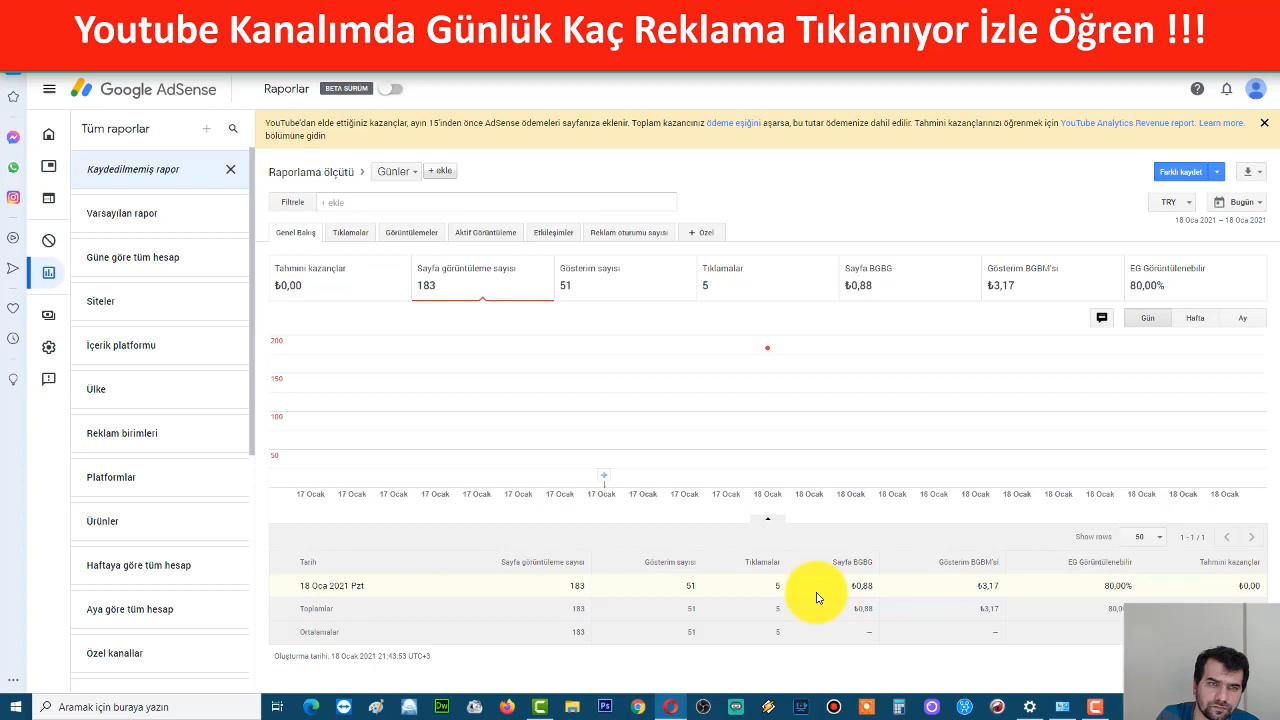 Youtube Kanalımda Günlük Kaç Reklama Tıklanıyor İzle Öğren !!!
Google AdSense
Raporlar
BETA SÜRÜM
Tüm raporlar
Kaydedilmemiş rapor
Varsayılan rapor
Güne göre tüm hesap
Siteler
İçerik platformu
Ülke
Reklam birimleri
Platformlar
Ürünler
Haftaya göre tüm hesap
Aya göre tüm hesap
Özel kanallar
YouTube'dan elde ettiğiniz kazançlar, ayın 15'inden önce AdSense ödemeleri sayfanıza eklenir. Toplam kazancınız ödeme eşiğini aşarsa, bu tutar ödemenize dahil edilir. Tahmini kazançlarınızı öğrenmek için YouTube Analytics Revenue report. Learn more.
bölümüne gidin
Raporlama ölçütü
Günler
+ ekle
Farklı kaydet
Filtrele
+ ekle
TRY
Bugün
18 Oca 2021 – 18 Oca 2021
Genel Bakış
Tıklamalar
Görüntülemeler
Aktif Görüntüleme
Etkileşimler
Reklam oturumu sayısı
+ Özel
Tahmini kazançlar
₺0,00
Sayfa görüntüleme sayısı
183
Gösterim sayısı
51
Tıklamalar
5
Sayfa BGBG
₺0,88
Gösterim BGBM'si
₺3,17
EG Görüntülenebilir
80,00%
Gün
Hafta
Ay
200
150
100
50
17 Ocak 17 Ocak 17 Ocak 17 Ocak 17 Ocak 17 Ocak 17 Ocak 17 Ocak 17 Ocak 17 Ocak 17 Ocak 18 Ocak 18 Ocak 18 Ocak 18 Ocak 18 Ocak 18 Ocak 18 Ocak 18 Ocak 18 Ocak 18 Ocak 18 Ocak 18 Ocak
Show rows
50
1 - 1 / 1
Tarih Sayfa görüntüleme sayısı Gösterim sayısı Tıklamalar Sayfa BGBG Gösterim BGBM'si EG Görüntülenebilir Tahmini kazançlar
18 Oca 2021 Pzt 183 51 5 ₺0,88 ₺3,17 80,00% ₺0,00
Toplamlar 183 51 5 ₺0,88 ₺3,17
Ortalamalar 183 51 5 — —
Oluşturma tarihi: 18 Ocak 2021 21:43:53 UTC+3
Aramak için buraya yazın
Dw
Ps